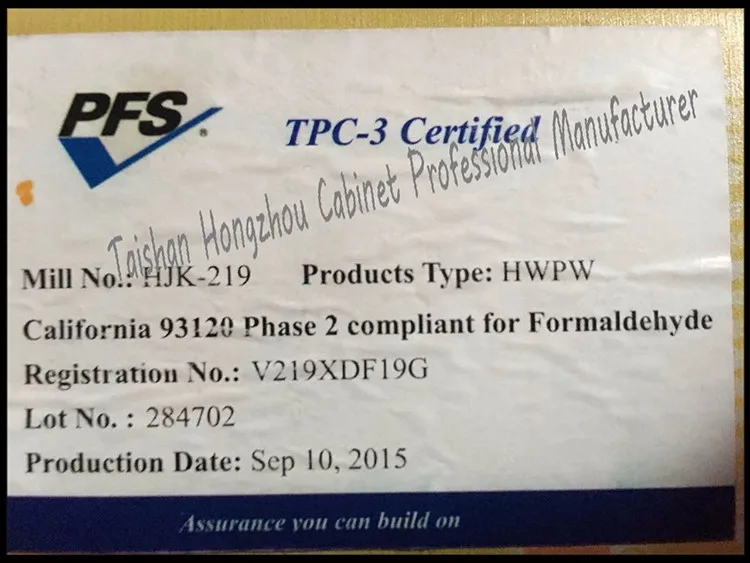 PFS®
TPC-3 Certified
Taishan Hongzhou Cabinet Professional Manufacturer
Mill No.: HJK-219 Products Type: HWPW
California 93120 Phase 2 compliant for Formaldehyde
Registration No.: V219XDF19G
Lot No. : 284702
Production Date: Sep 10, 2015
Assurance you can build on